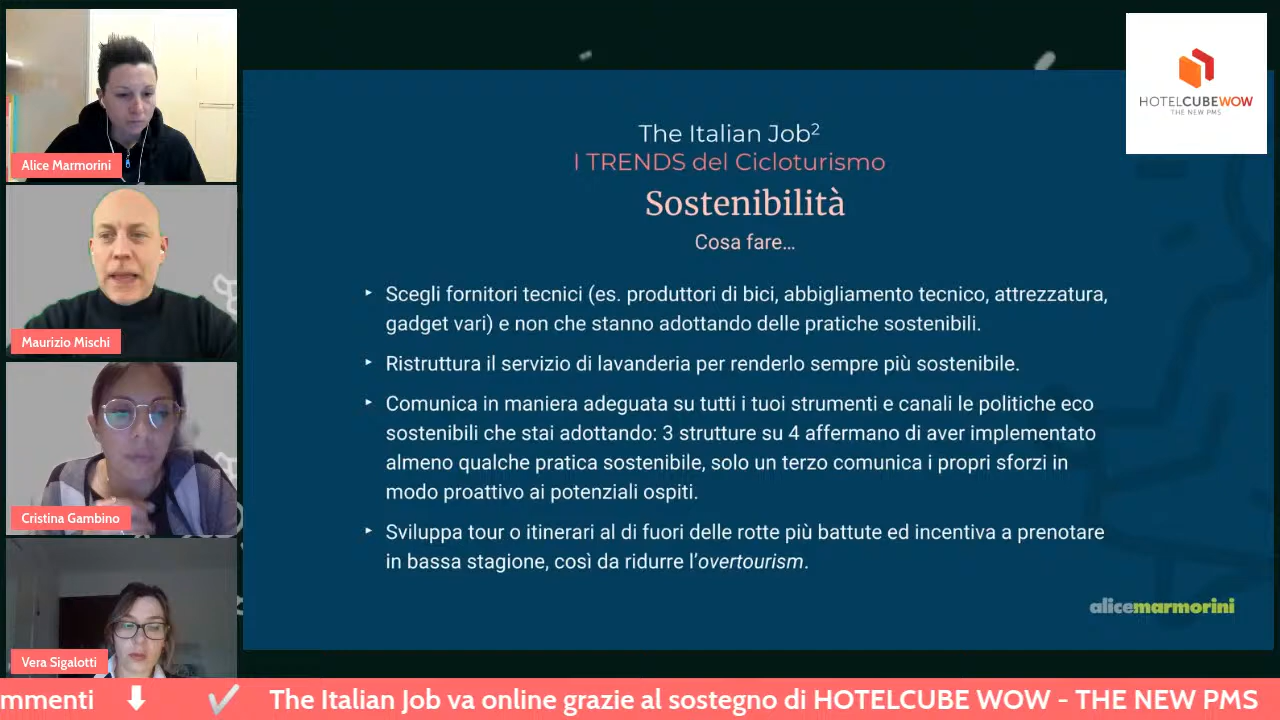 Alice Marmorini
Maurizio Mischi
Cristina Gambino
Vera Sigalotti
HOTELCUBEWOW
THE NEW PMS
The Italian Job²
I TRENDS del Cicloturismo
Sostenibilità
Cosa fare...
‣ Scegli fornitori tecnici (es. produttori di bici, abbigliamento tecnico, attrezzatura,
gadget vari) e non che stanno adottando delle pratiche sostenibili.
‣ Ristruttura il servizio di lavanderia per renderlo sempre più sostenibile.
‣ Comunica in maniera adeguata su tutti i tuoi strumenti e canali le politiche eco
sostenibili che stai adottando: 3 strutture su 4 affermano di aver implementato
almeno qualche pratica sostenibile, solo un terzo comunica i propri sforzi in
modo proattivo ai potenziali ospiti.
‣ Sviluppa tour o itinerari al di fuori delle rotte più battute ed incentiva a prenotare
in bassa stagione, così da ridurre l'overtourism.
alicemarmorini
mmenti ⬇ ✔ The Italian Job va online grazie al sostegno di HOTELCUBE WOW - THE NEW PMS